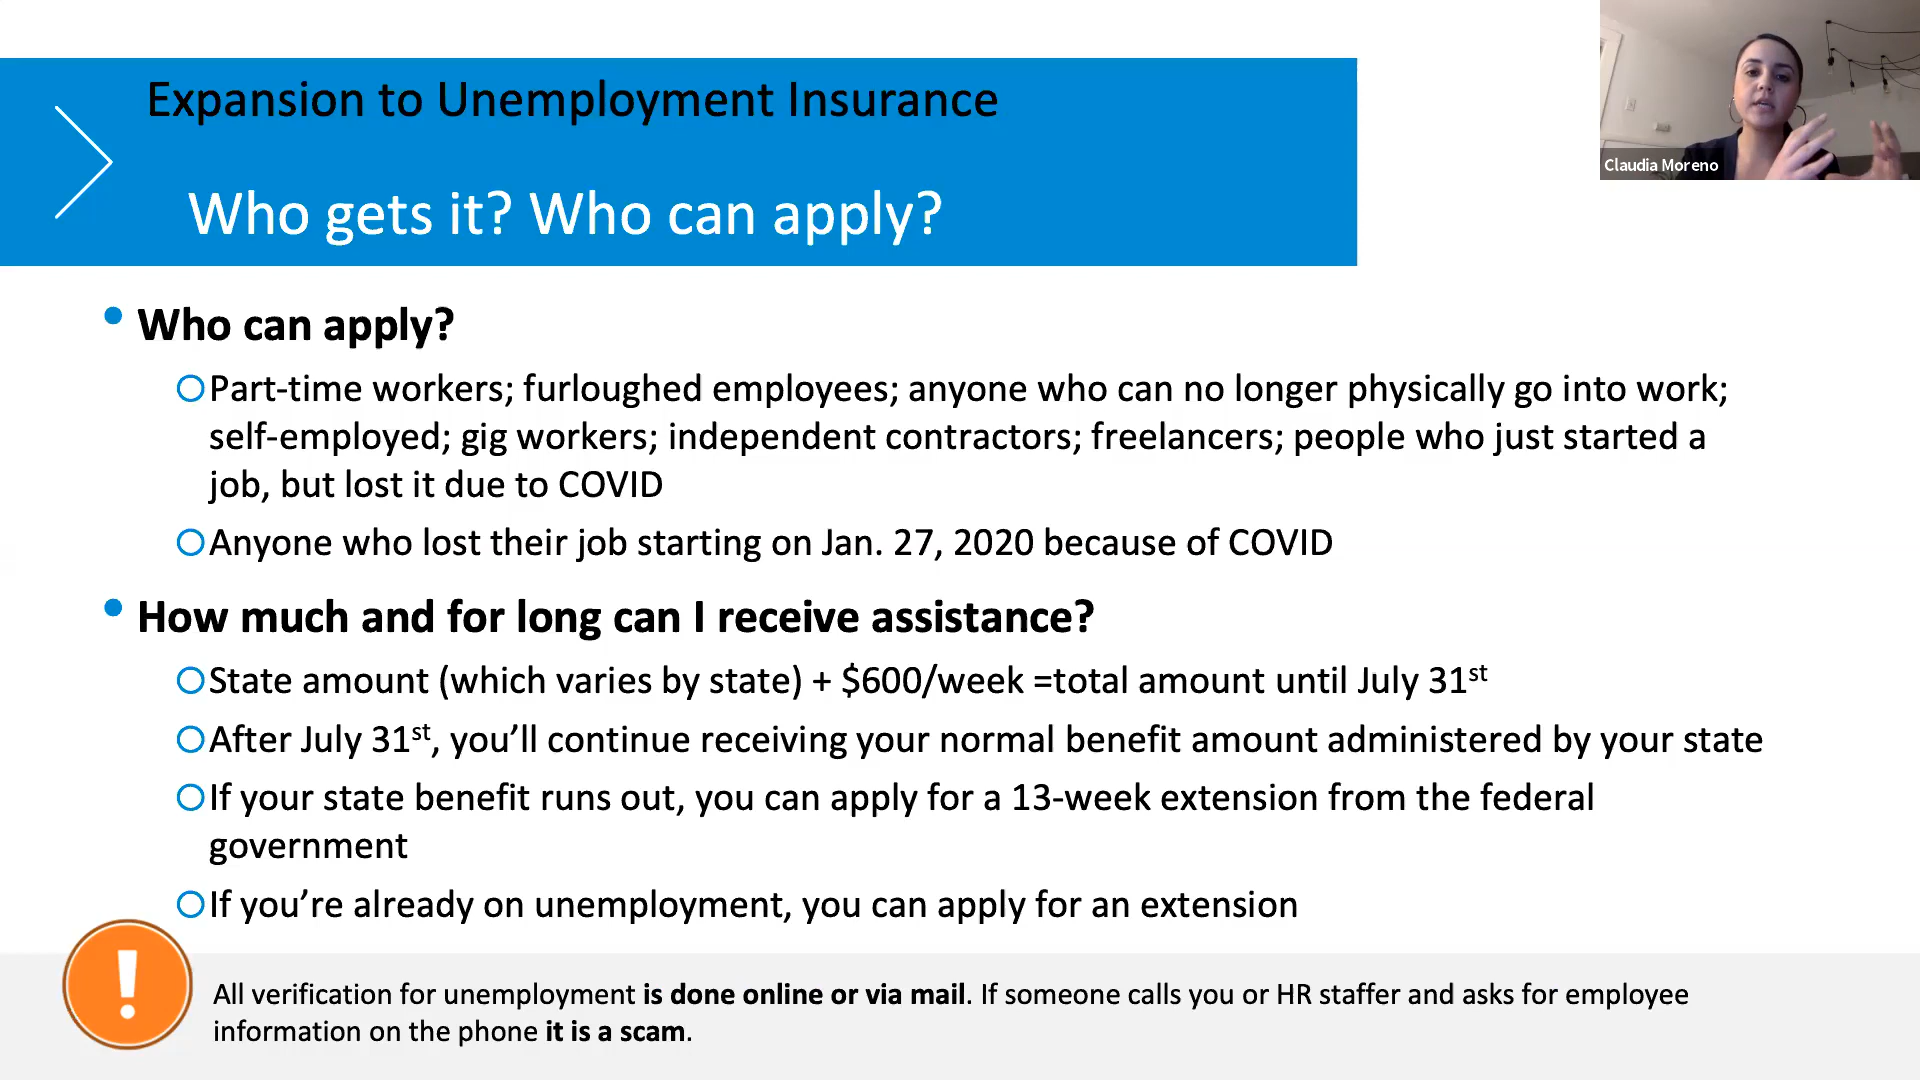 Expansion to Unemployment Insurance
Who gets it? Who can apply?
Claudia Moreno
• Who can apply?
○Part-time workers; furloughed employees; anyone who can no longer physically go into work;
self-employed; gig workers; independent contractors; freelancers; people who just started a
job, but lost it due to COVID
○Anyone who lost their job starting on Jan. 27, 2020 because of COVID
• How much and for long can I receive assistance?
○State amount (which varies by state) + $600/week =total amount until July 31st
○After July 31st, you’ll continue receiving your normal benefit amount administered by your state
○If your state benefit runs out, you can apply for a 13-week extension from the federal
government
○If you’re already on unemployment, you can apply for an extension
!
All verification for unemployment is done online or via mail. If someone calls you or HR staffer and asks for employee
information on the phone it is a scam.